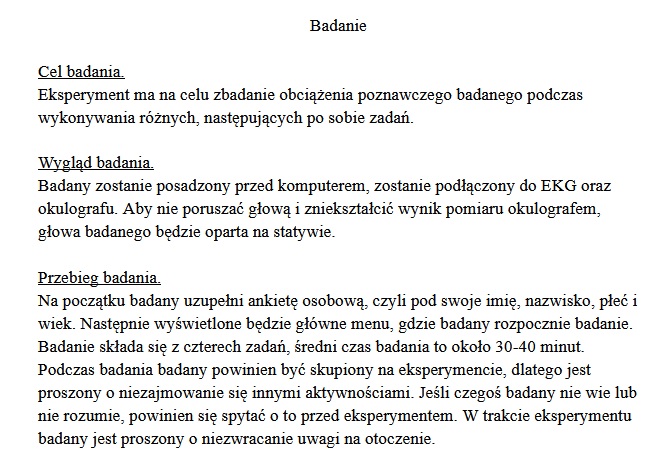 Badanie
Cel badania.
Eksperyment ma na celu zbadanie obciążenia poznawczego badanego podczas
wykonywania różnych, następujących po sobie zadań.
Wygląd badania.
Badany zostanie posadzony przed komputerem, zostanie podłączony do EKG oraz
okulografu. Aby nie poruszać głową i zniekształcić wynik pomiaru okulografem,
głowa badanego będzie oparta na statywie.
Przebieg badania.
Na początku badany uzupełni ankietę osobową, czyli pod swoje imię, nazwisko, płeć i
wiek. Następnie wyświetlone będzie główne menu, gdzie badany rozpocznie badanie.
Badanie składa się z czterech zadań, średni czas badania to około 30-40 minut.
Podczas badania badany powinien być skupiony na eksperymencie, dlatego jest
proszony o niezajmowanie się innymi aktywnościami. Jeśli czegoś badany nie wie lub
nie rozumie, powinien się spytać o to przed eksperymentem. W trakcie eksperymentu
badany jest proszony o niezwracanie uwagi na otoczenie.